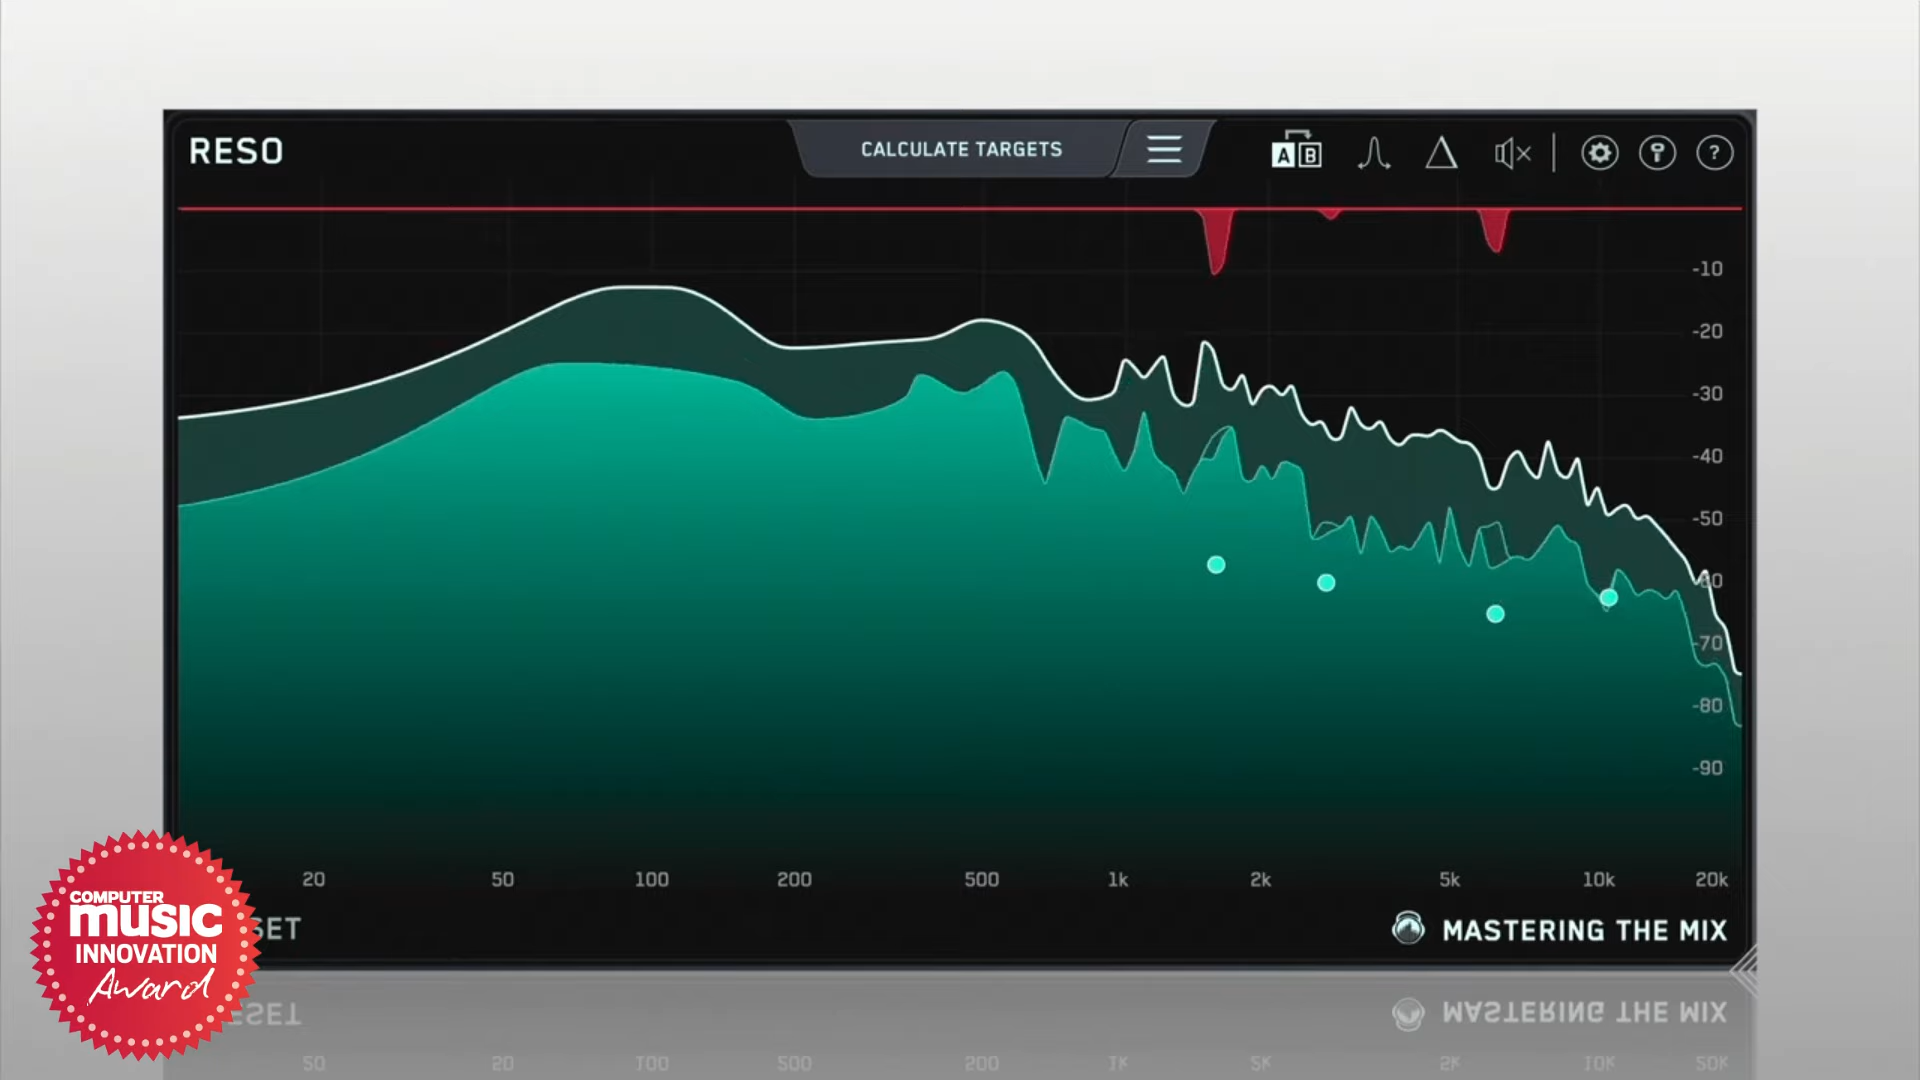 RESO
CALCULATE TARGETS
A B
?
-10
-20
-30
-40
-50
-60
-70
-80
-90
20 50 100 200 500 1k 2k 5k 10k 20k
MASTERING THE MIX
COMPUTER
music
INNOVATION
Award